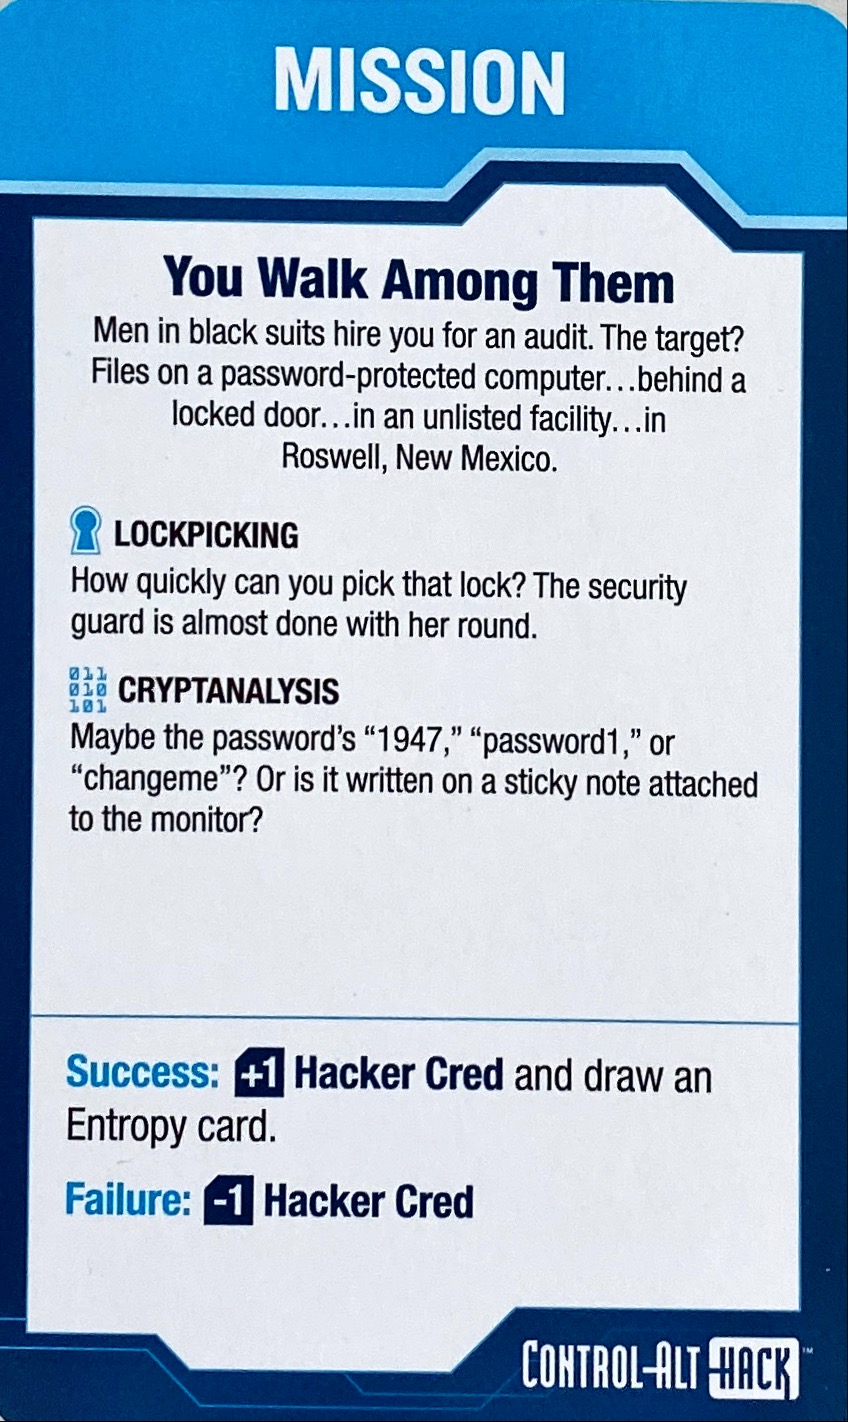 MISSION
You Walk Among Them
Men in black suits hire you for an audit. The target?
Files on a password-protected computer...behind a
locked door...in an unlisted facility...in
Roswell, New Mexico.
LOCKPICKING
How quickly can you pick that lock? The security
guard is almost done with her round.
011
010
101
CRYPTANALYSIS
Maybe the password's “1947,” “password1,” or
“changeme”? Or is it written on a sticky note attached
to the monitor?
Success: +1 Hacker Cred and draw an
Entropy card.
Failure: -1 Hacker Cred
CONTROL-ALT-HACK™